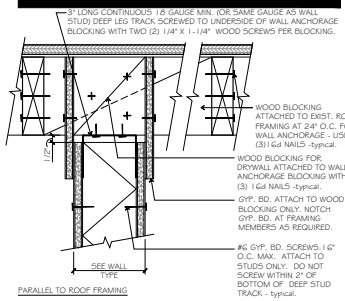 3" LONG CONTINUOUS 18 GAUGE MIN. (OR SAME GAUGE AS WALL
STUD) DEEP LEG TRACK SCREWED TO UNDERSIDE OF WALL ANCHORAGE
BLOCKING WITH TWO (2) 1/4" X 1-1/4" WOOD SCREWS PER BLOCKING.
WOOD BLOCKING
ATTACHED TO EXIST. RO
FRAMING AT 24" O.C. FO
WALL ANCHORAGE - USE
(3)16d NAILS -typical.
1/2"
WOOD BLOCKING FOR
DRYWALL ATTACHED TO WALL
ANCHORAGE BLOCKING WITH
(3) 16d NAILS -typical.
GYP. BD. ATTACH TO WOOD
BLOCKING ONLY. NOTCH
GYP. BD. AT FRAMING
MEMBERS AS REQUIRED.
#6 GYP. BD. SCREWS. 16"
O.C. MAX. ATTACH TO
STUDS ONLY. DO NOT
SCREW WITHIN 2" OF
BOTTOM OF DEEP STUD
TRACK - typical.
SEE WALL
TYPE
PARALLEL TO ROOF FRAMING